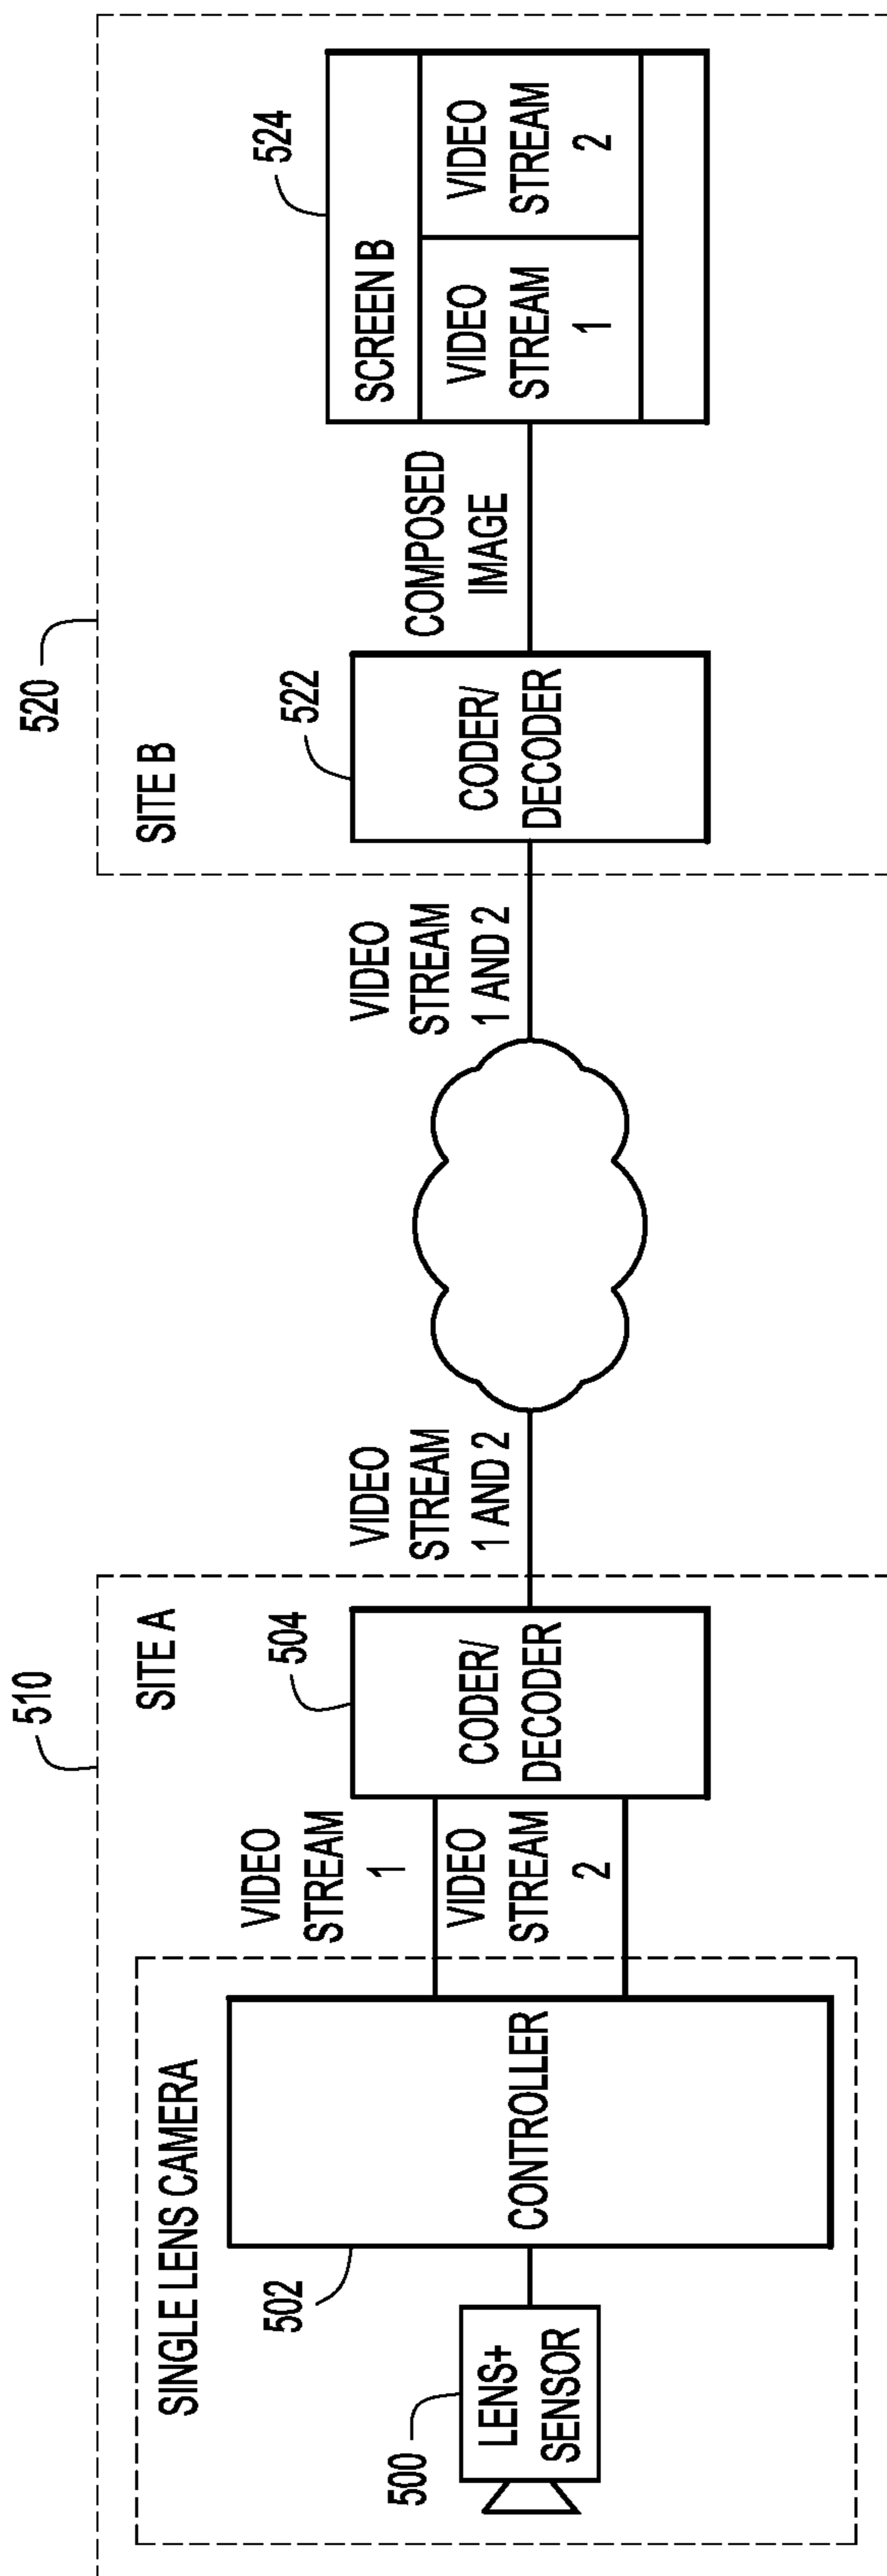 510
SITE A
SINGLE LENS CAMERA
500
LENS+
SENSOR
502
CONTROLLER
VIDEO
STREAM
1
VIDEO
STREAM
2
504
CODER/
DECODER
VIDEO
STREAM
1 AND 2
VIDEO
STREAM
1 AND 2
520
SITE B
522
CODER/
DECODER
COMPOSED
IMAGE
524
SCREEN B
VIDEO
STREAM
1
VIDEO
STREAM
2